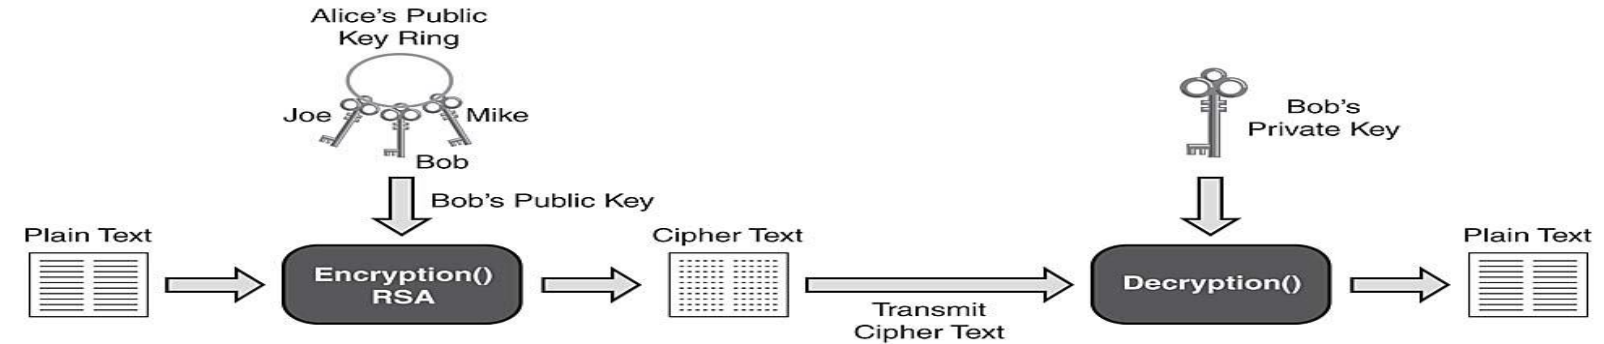 Alice's Public
Key Ring
Joe
Mike
Bob
Bob's Public Key
Bob's
Private Key
Plain Text
Encryption()
RSA
Cipher Text
Transmit
Cipher Text
Decryption()
Plain Text